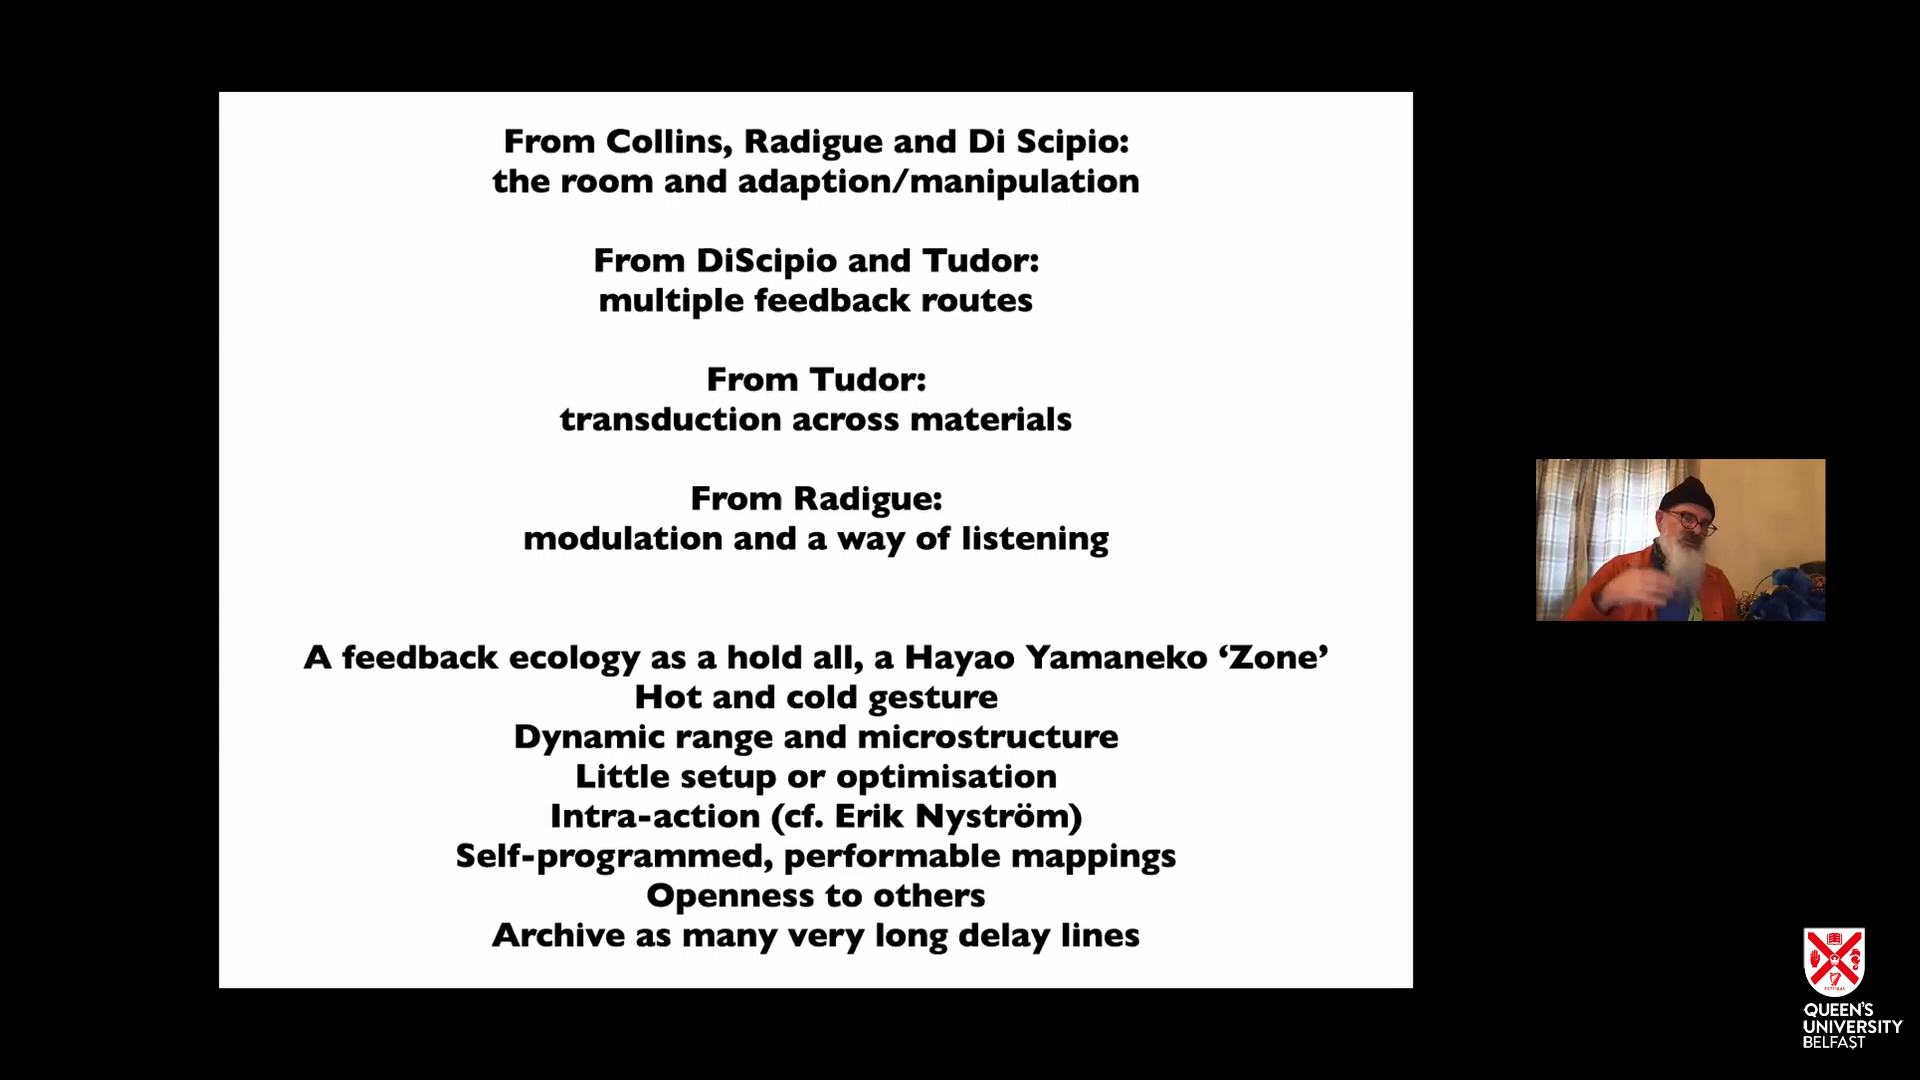 From Collins, Radigue and Di Scipio:
the room and adaption/manipulation
From DiScipio and Tudor:
multiple feedback routes
From Tudor:
transduction across materials
From Radigue:
modulation and a way of listening
A feedback ecology as a hold all, a Hayao Yamaneko ‘Zone’
Hot and cold gesture
Dynamic range and microstructure
Little setup or optimisation
Intra-action (cf. Erik Nyström)
Self-programmed, performable mappings
Openness to others
Archive as many very long delay lines
QUEEN'S
UNIVERSITY
BELFAST